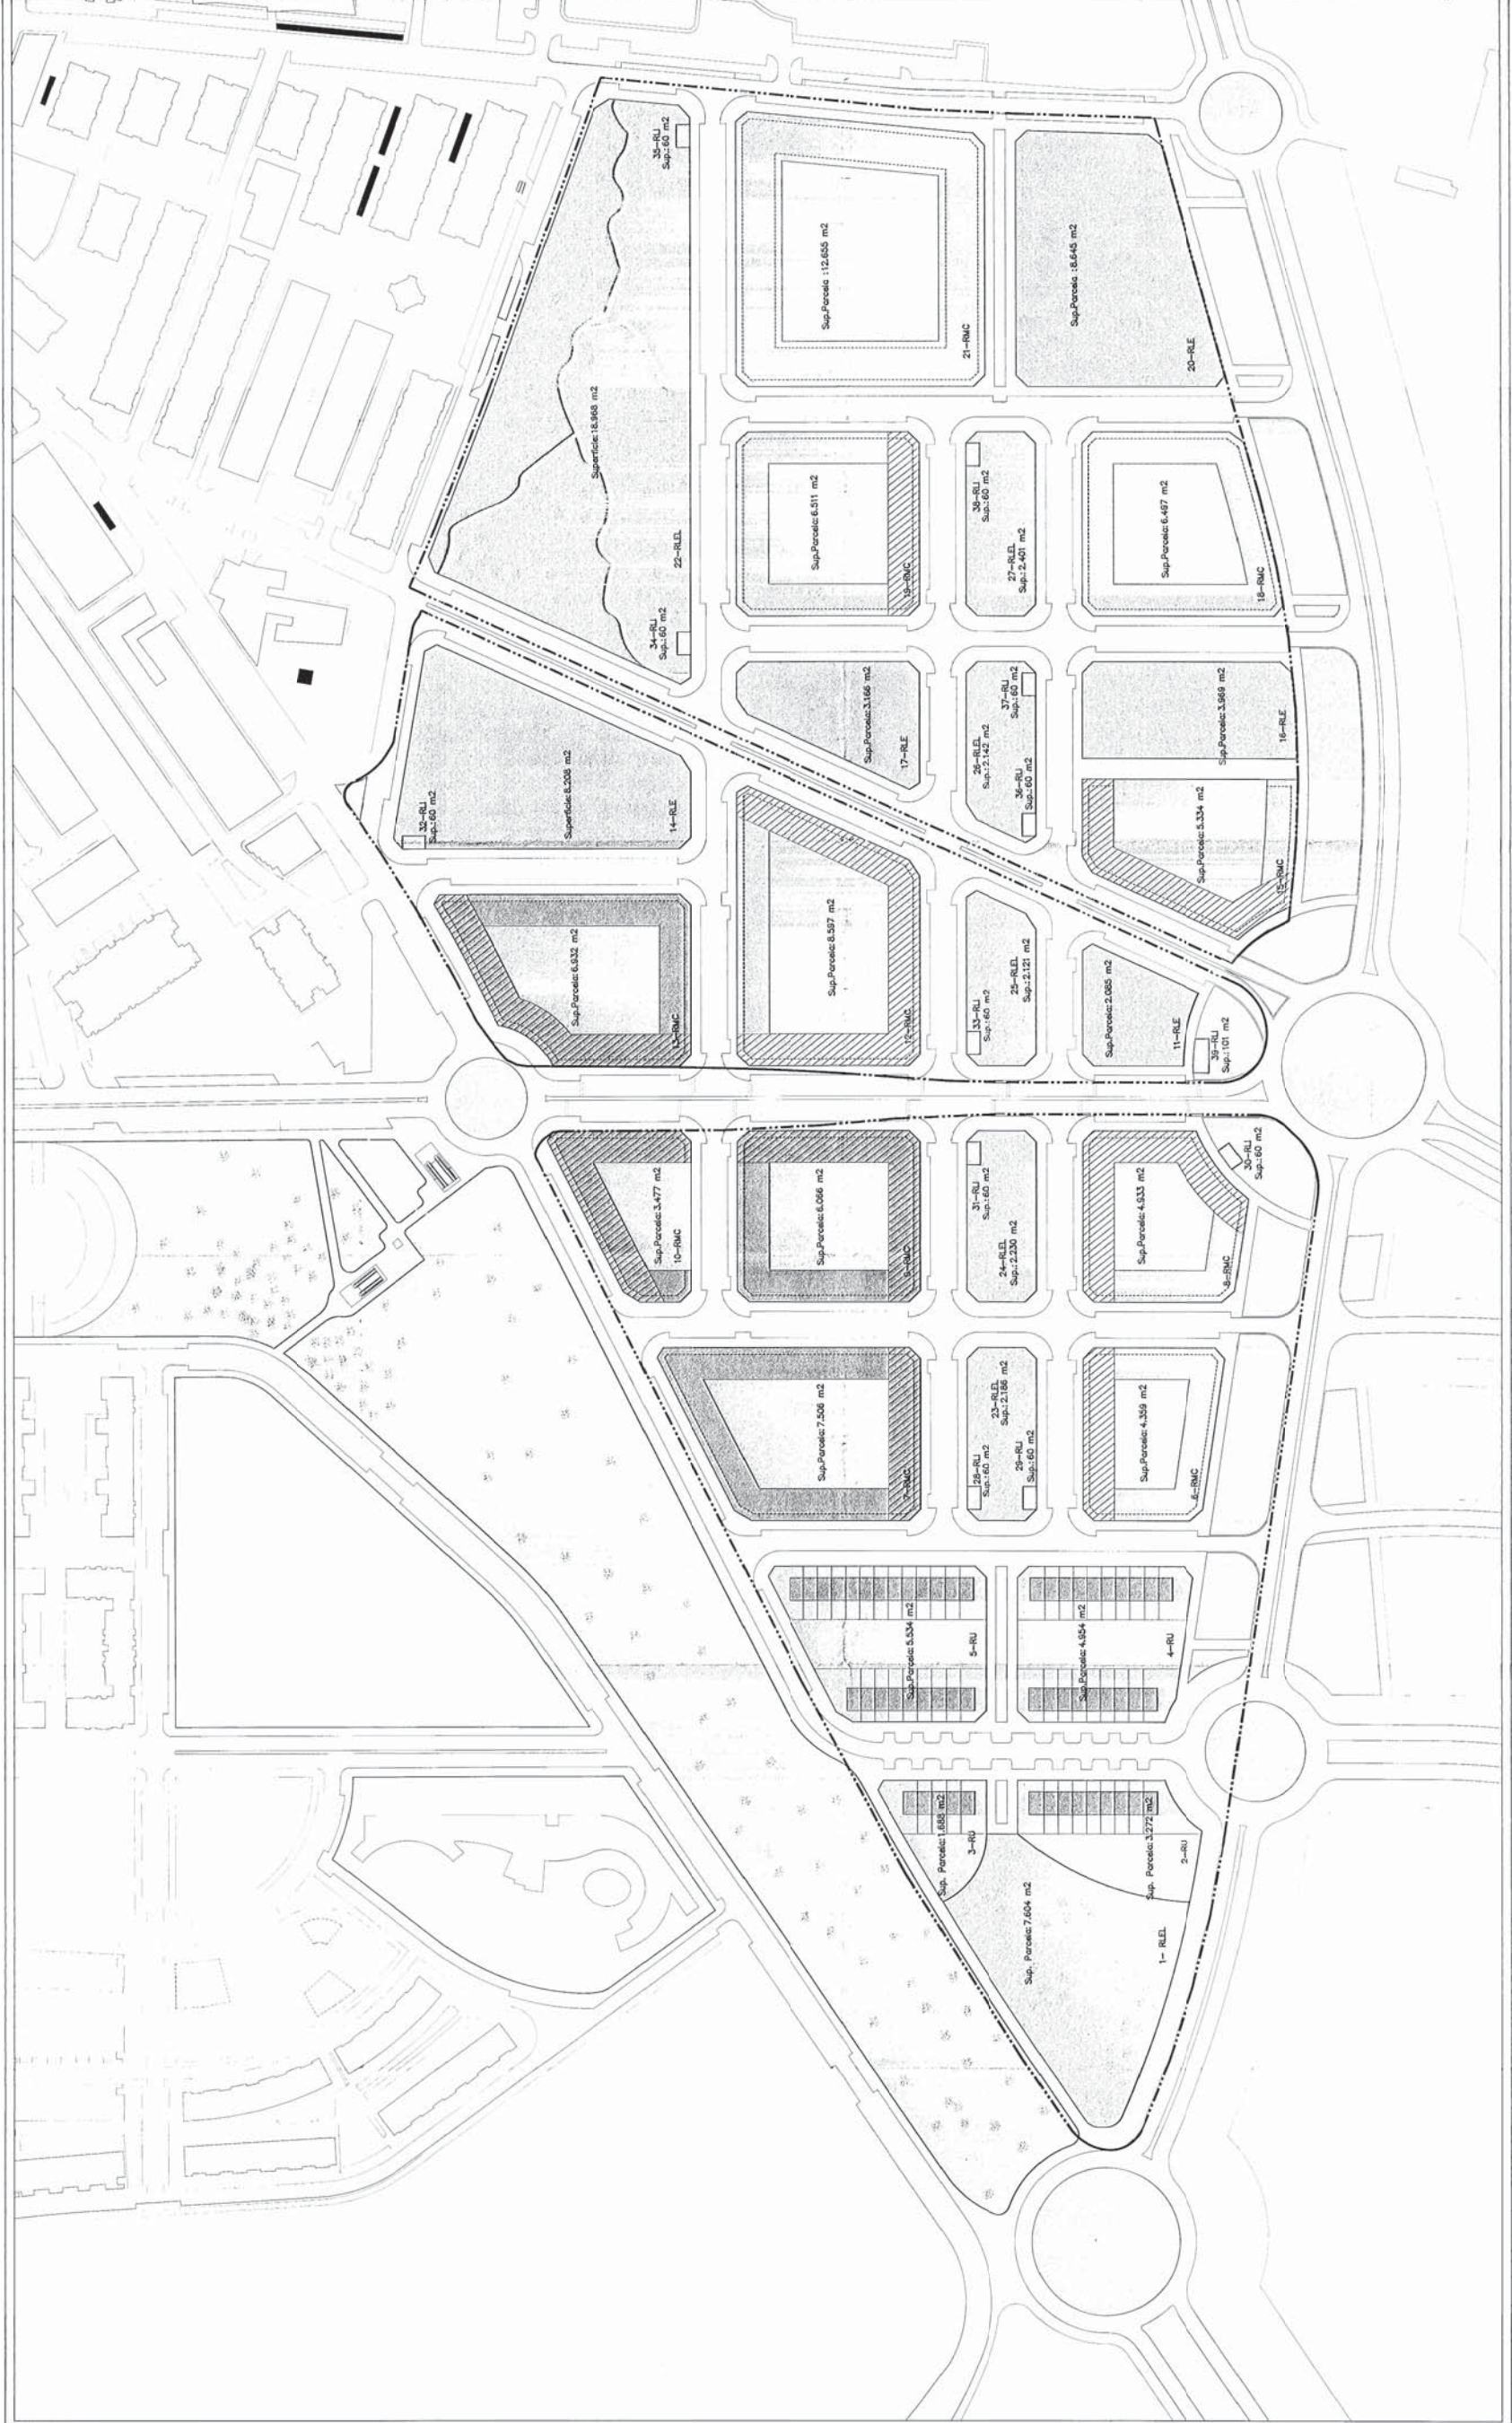 35-RLI
Sup.:60 m2
Superficie:18.968 m2
22-RLEL
34-RLI
Sup.:60 m2
Sup.Parcela :12.655 m2
21-RMC
Sup.Parcela :8.645 m2
20-RLE
Sup.Parcela:6.511 m2
19-RMC
38-RLI
Sup.:60 m2
27-RLEL
Sup.:2.401 m2
Sup.Parcela:6.497 m2
18-RMC
32-RLI
Sup.:60 m2
Superficie:8.208 m2
14-RLE
Sup.Parcela:3.166 m2
17-RLE
26-RLEL
Sup.:2.142 m2
37-RLI
Sup.:60 m2
36-RLI
Sup.:60 m2
Sup.Parcela:3.969 m2
16-RLE
Sup.Parcela:5.334 m2
15-RMC
Sup.Parcela:6.932 m2
13-RMC
Sup.Parcela:8.597 m2
12-RMC
33-RLI
Sup.:60 m2
25-RLEL
Sup.:2.121 m2
Sup.Parcela:2.085 m2
11-RLE
39-RLI
Sup.:101 m2
Sup.Parcela:3.477 m2
10-RMC
Sup.Parcela:6.066 m2
9-RMC
31-RLI
Sup.:60 m2
24-RLEL
Sup.:2.230 m2
Sup.Parcela:4.933 m2
8-RMC
30-RLI
Sup.:60 m2
Sup.Parcela:7.506 m2
7-RMC
28-RLI
Sup.:60 m2
23-RLEL
Sup.:2.186 m2
29-RLI
Sup.:60 m2
Sup.Parcela:4.359 m2
6-RMC
Sup.Parcela:5.534 m2
5-RU
Sup.Parcela:4.954 m2
4-RU
Sup. Parcela:1.688 m2
3-RU
Sup. Parcela:3.272 m2
2-RU
Sup. Parcela:7.604 m2
1- RLEL